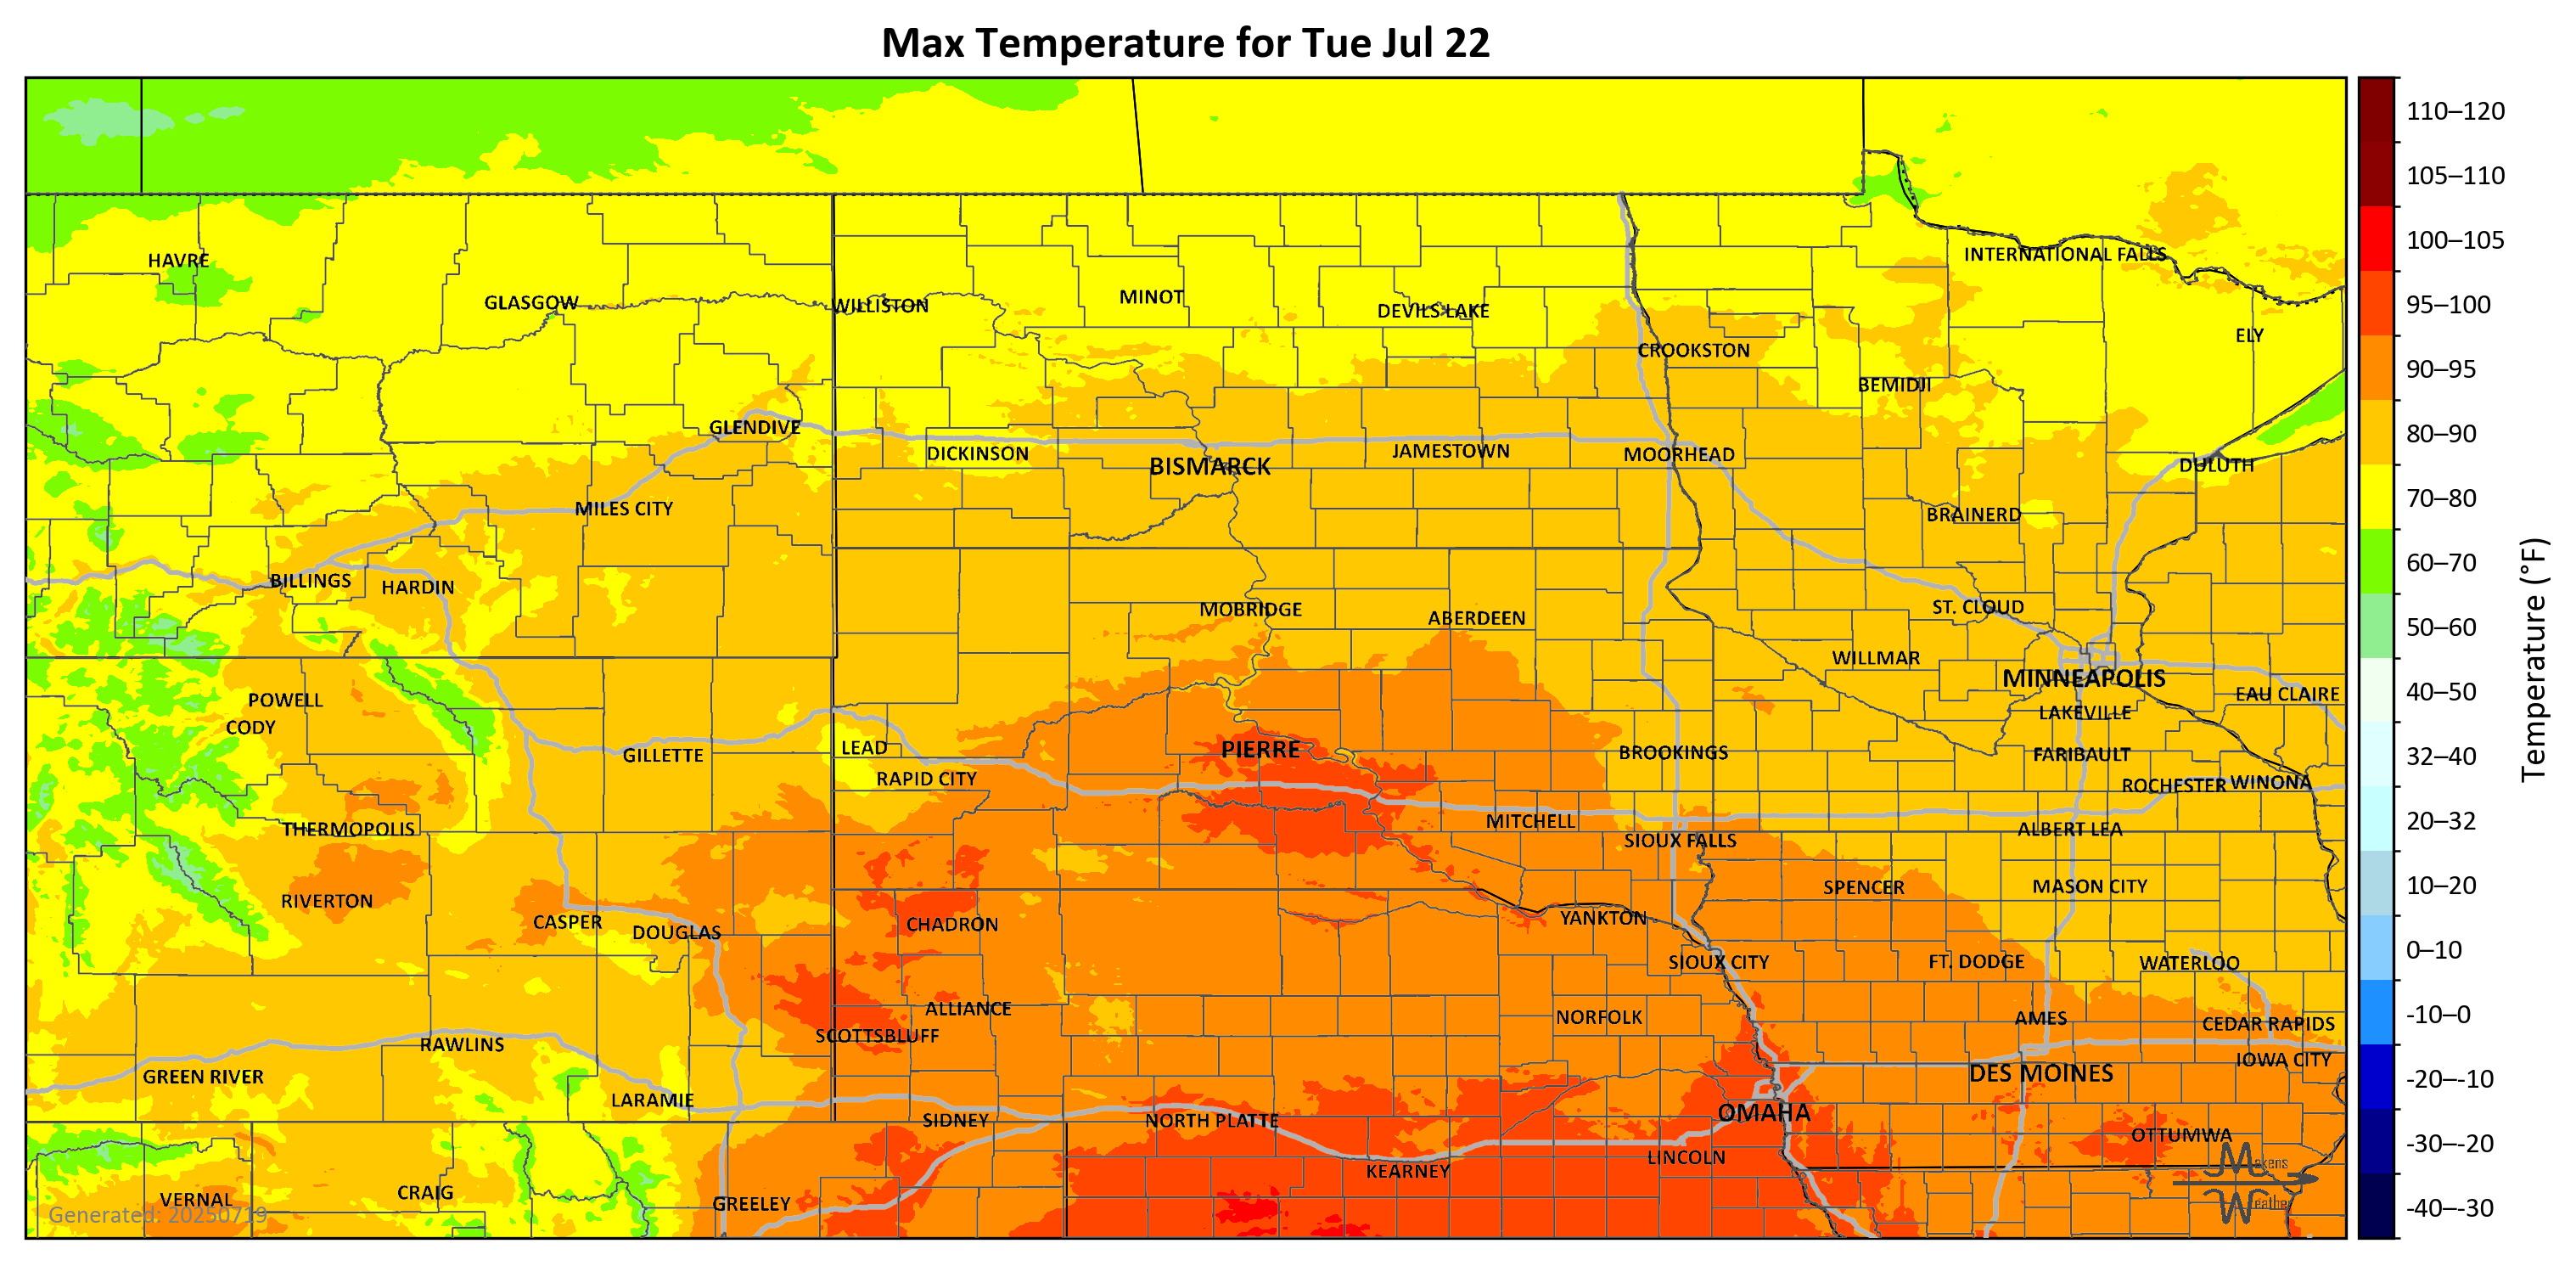 Max Temperature for Tue Jul 22
110–120
105–110
100–105
95–100
90–95
80–90
70–80
60–70
50–60
40–50
32–40
20–32
10–20
0–10
-10–0
-20–-10
-30–-20
-40–-30
Temperature (°F)
HAVRE
INTERNATIONAL FALLS
GLASGOW
WILLISTON
MINOT
DEVILS LAKE
ELY
CROOKSTON
BEMIDJI
GLENDIVE
DICKINSON
BISMARCK
JAMESTOWN
MOORHEAD
DULUTH
MILES CITY
BRAINERD
BILLINGS
HARDIN
MOBRIDGE
ABERDEEN
ST. CLOUD
WILLMAR
MINNEAPOLIS
POWELL
EAU CLAIRE
CODY
LAKEVILLE
GILLETTE
LEAD
PIERRE
BROOKINGS
FARIBAULT
RAPID CITY
ROCHESTER
WINONA
THERMOPOLIS
MITCHELL
ALBERT LEA
SIOUX FALLS
RIVERTON
SPENCER
MASON CITY
CASPER
DOUGLAS
CHADRON
YANKTON
SIOUX CITY
FT. DODGE
WATERLOO
ALLIANCE
NORFOLK
AMES
CEDAR RAPIDS
SCOTTSBLUFF
RAWLINS
IOWA CITY
GREEN RIVER
DES MOINES
LARAMIE
SIDNEY
NORTH PLATTE
OMAHA
OTTUMWA
KEARNEY
LINCOLN
VERNAL
CRAIG
GREELEY
Generated: 20250719
Makens
Weather